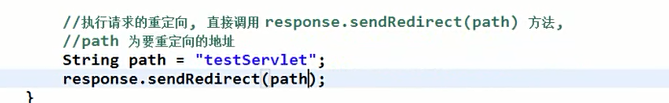 //执行请求的重定向, 直接调用 response.sendRedirect(path) 方法,
//path 为要重定向的地址
String path = "testServlet";
response.sendRedirect(path);
}